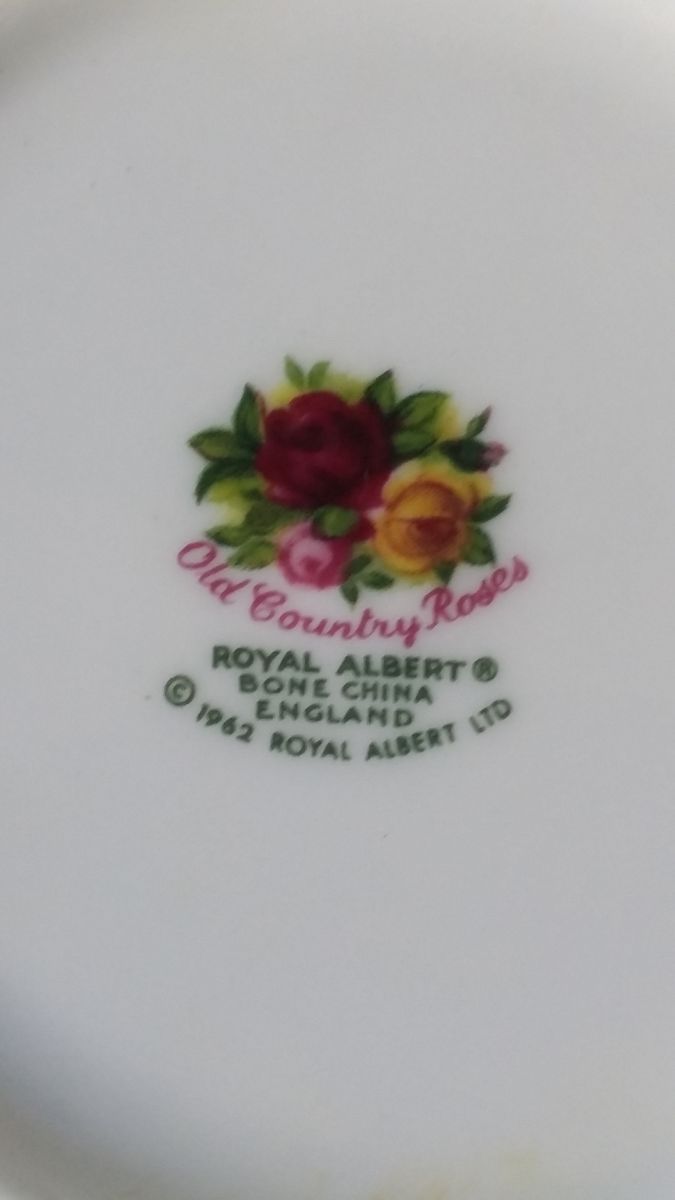 Old Country Roses
ROYAL ALBERT®
BONE CHINA
ENGLAND
© 1962 ROYAL ALBERT LTD